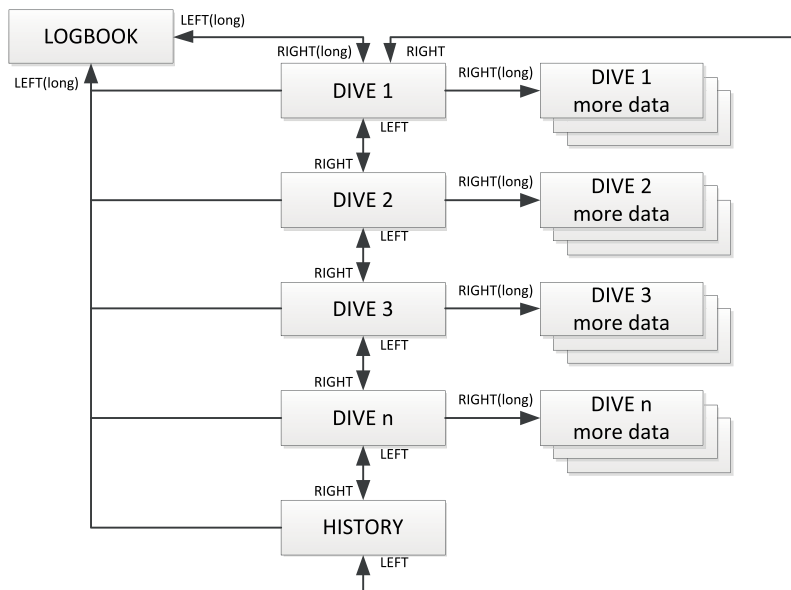 LEFT(long)
LOGBOOK
RIGHT(long)
RIGHT
LEFT(long)
DIVE 1
RIGHT(long)
DIVE 1
more data
LEFT
RIGHT
DIVE 2
RIGHT(long)
DIVE 2
more data
LEFT
RIGHT
DIVE 3
RIGHT(long)
DIVE 3
more data
LEFT
RIGHT
DIVE n
RIGHT(long)
DIVE n
more data
LEFT
RIGHT
HISTORY
LEFT